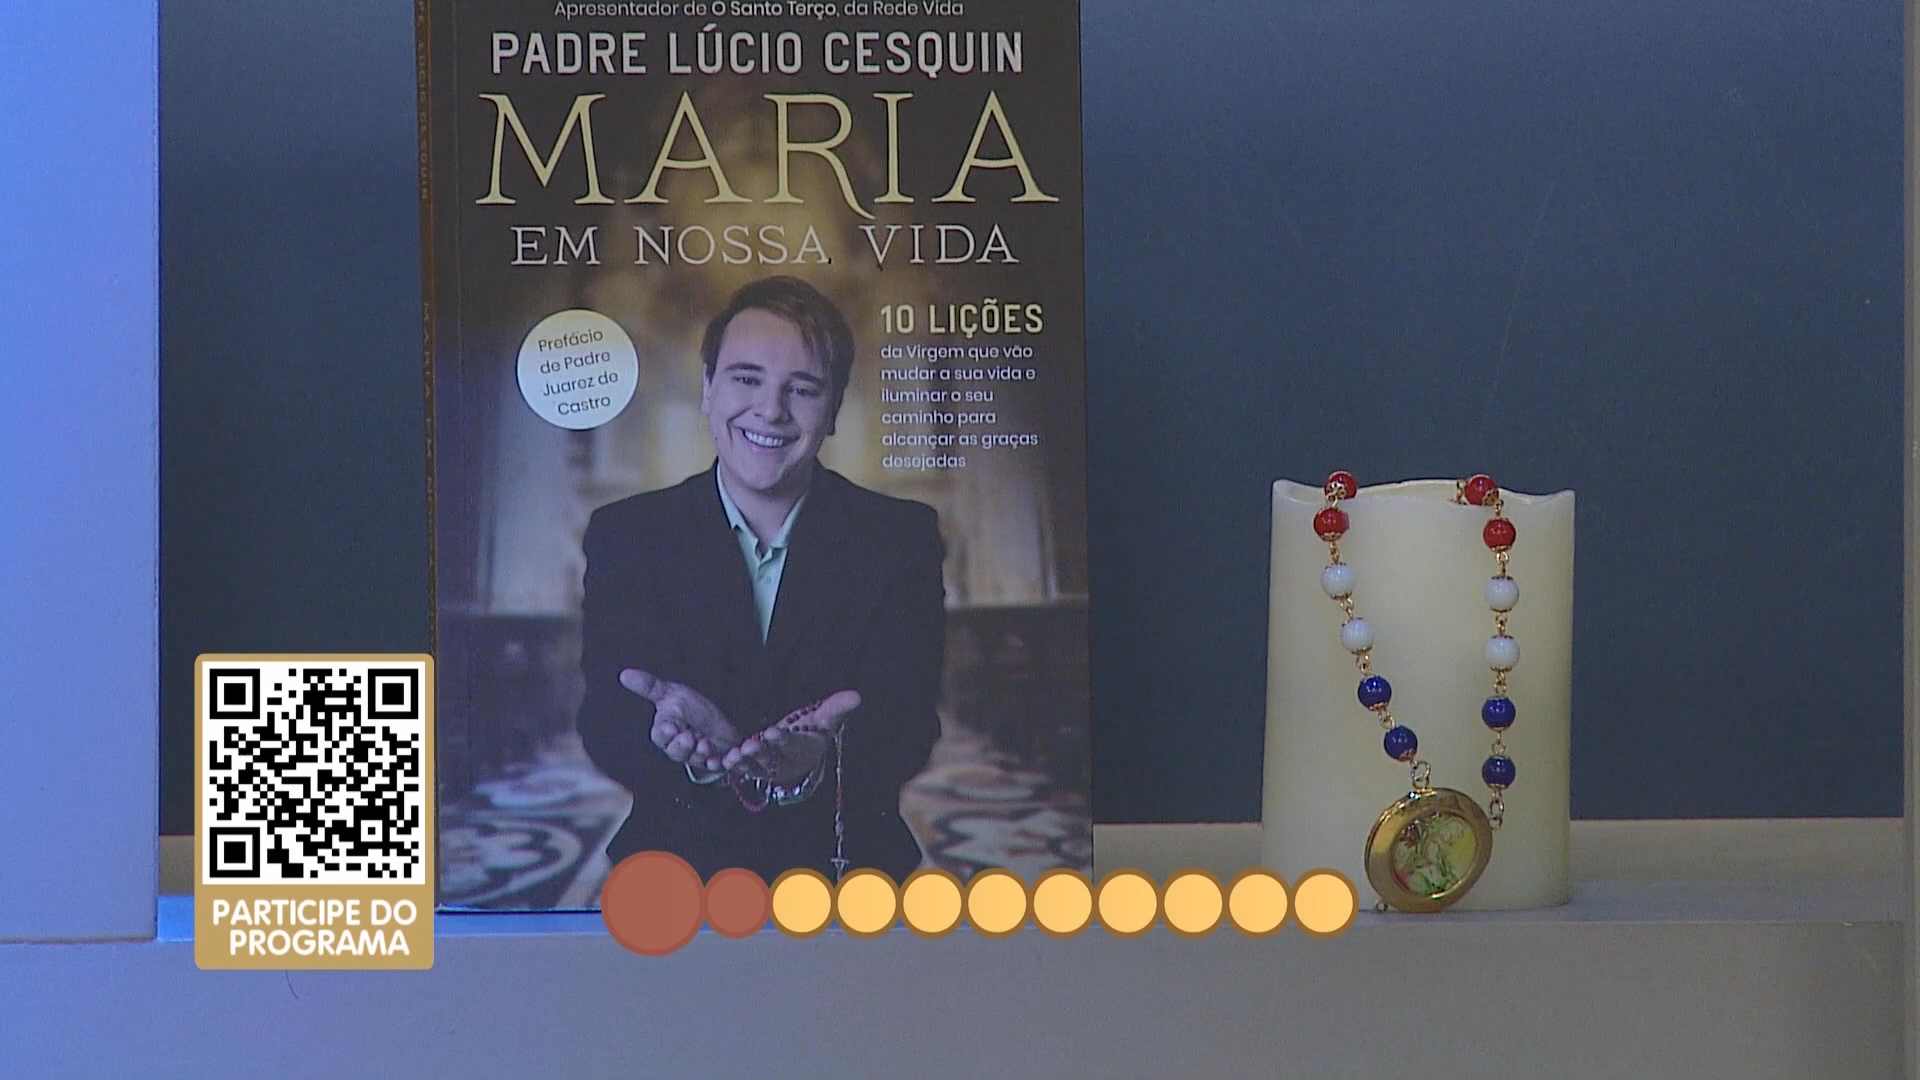 Apresentador de O Santo Terço, da Rede Vida
PADRE LÚCIO CESQUIN
MARIA
EM NOSSA VIDA
Prefácio
de Padre
Juarez de
Castro
10 LIÇÕES
da Virgem que vão
mudar a sua vida e
iluminar o seu
caminho para
alcançar as graças
desejadas
PARTICIPE DO
PROGRAMA